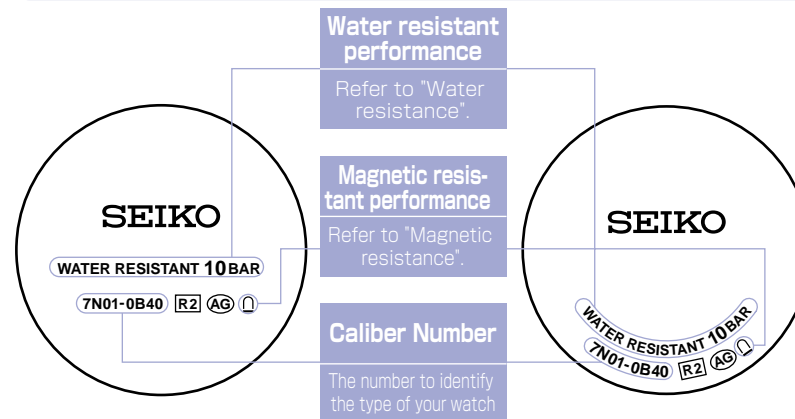 Water resistant
performance
Refer to "Water
resistance".
Magnetic resis-
tant performance
Refer to "Magnetic
resistance".
Caliber Number
The number to identify
the type of your watch
SEIKO
WATER RESISTANT 10 BAR
7N01-0B40 R2 AG
SEIKO
WATER RESISTANT 10 BAR
7N01-0B40 R2 AG